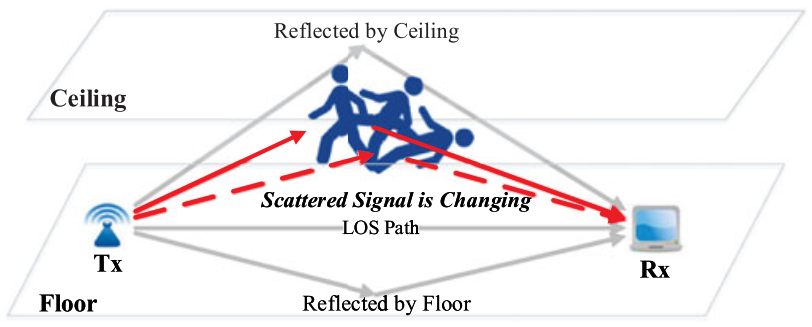 Reflected by Ceiling
Ceiling
Scattered Signal is Changing
LOS Path
Tx
Rx
Floor
Reflected by Floor